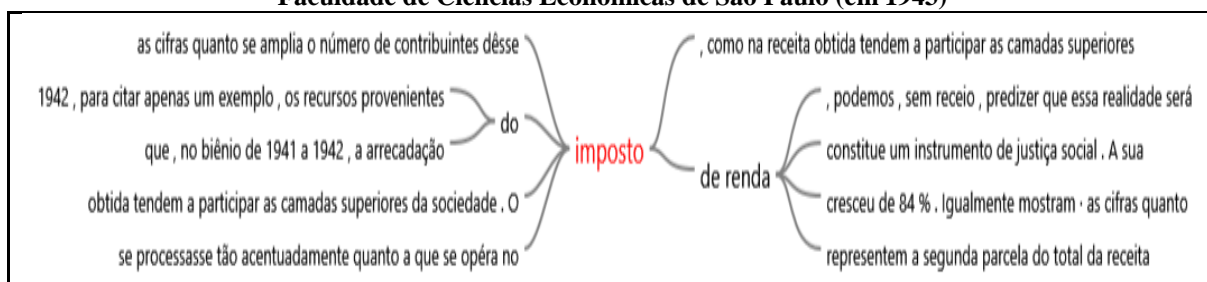 Faculdade de Ciências Econômicas de São Paulo (em 1943)
as cifras quanto se amplia o número de contribuintes dêsse
1942 , para citar apenas um exemplo , os recursos provenientes
do
que , no biênio de 1941 a 1942 , a arrecadação
obtida tendem a participar as camadas superiores da sociedade . O
se processasse tão acentuadamente quanto a que se opéra no
imposto
, como na receita obtida tendem a participar as camadas superiores
de renda
, podemos , sem receio , predizer que essa realidade será
constitue um instrumento de justiça social . A sua
cresceu de 84 % . Igualmente mostram · as cifras quanto
representem a segunda parcela do total da receita